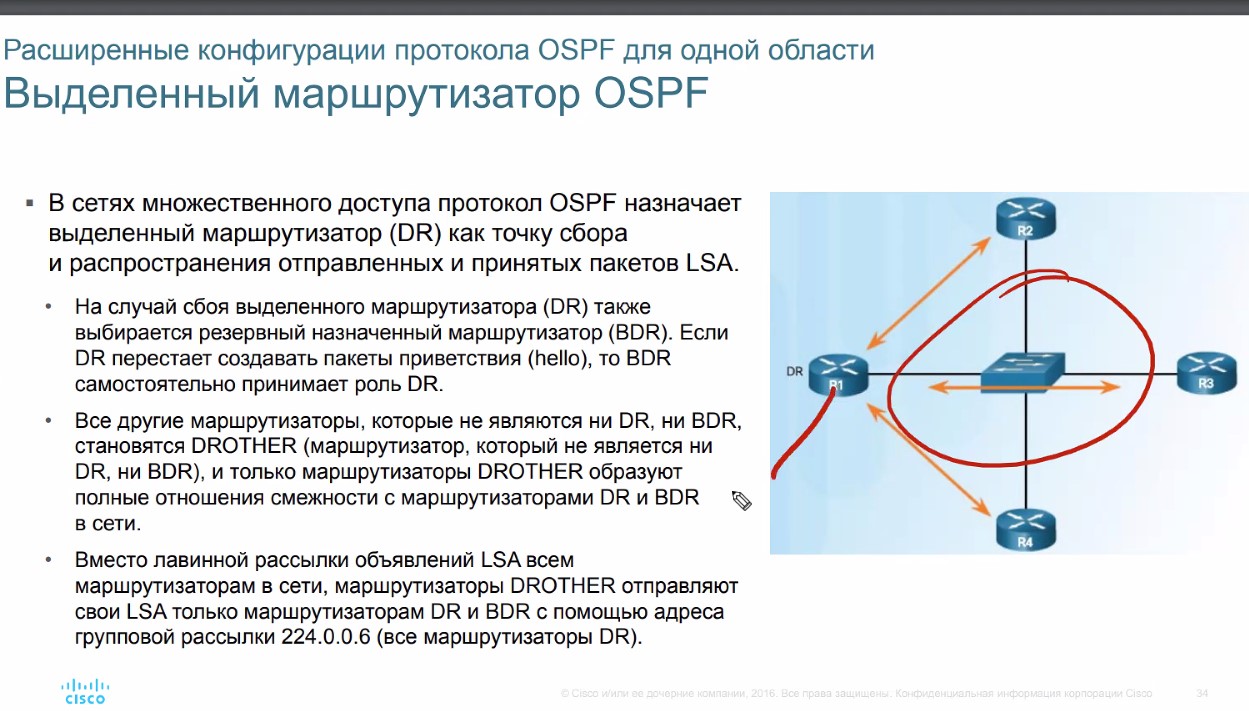 Расширенные конфигурации протокола OSPF для одной области
Выделенный маршрутизатор OSPF
▪ В сетях множественного доступа протокол OSPF назначает
выделенный маршрутизатор (DR) как точку сбора
и распространения отправленных и принятых пакетов LSA.
• На случай сбоя выделенного маршрутизатора (DR) также
выбирается резервный назначенный маршрутизатор (BDR). Если
DR перестает создавать пакеты приветствия (hello), то BDR
самостоятельно принимает роль DR.
• Все другие маршрутизаторы, которые не являются ни DR, ни BDR,
становятся DROTHER (маршрутизатор, который не является ни
DR, ни BDR), и только маршрутизаторы DROTHER образуют
полные отношения смежности с маршрутизаторами DR и BDR
в сети.
• Вместо лавинной рассылки объявлений LSA всем
маршрутизаторам в сети, маршрутизаторы DROTHER отправляют
свои LSA только маршрутизаторам DR и BDR с помощью адреса
групповой рассылки 224.0.0.6 (все маршрутизаторы DR).
R2
DR
R1
R3
R4
CISCO
© Cisco и/или ее дочерние компании, 2016. Все права защищены. Конфиденциальная информация корпорации Cisco
34